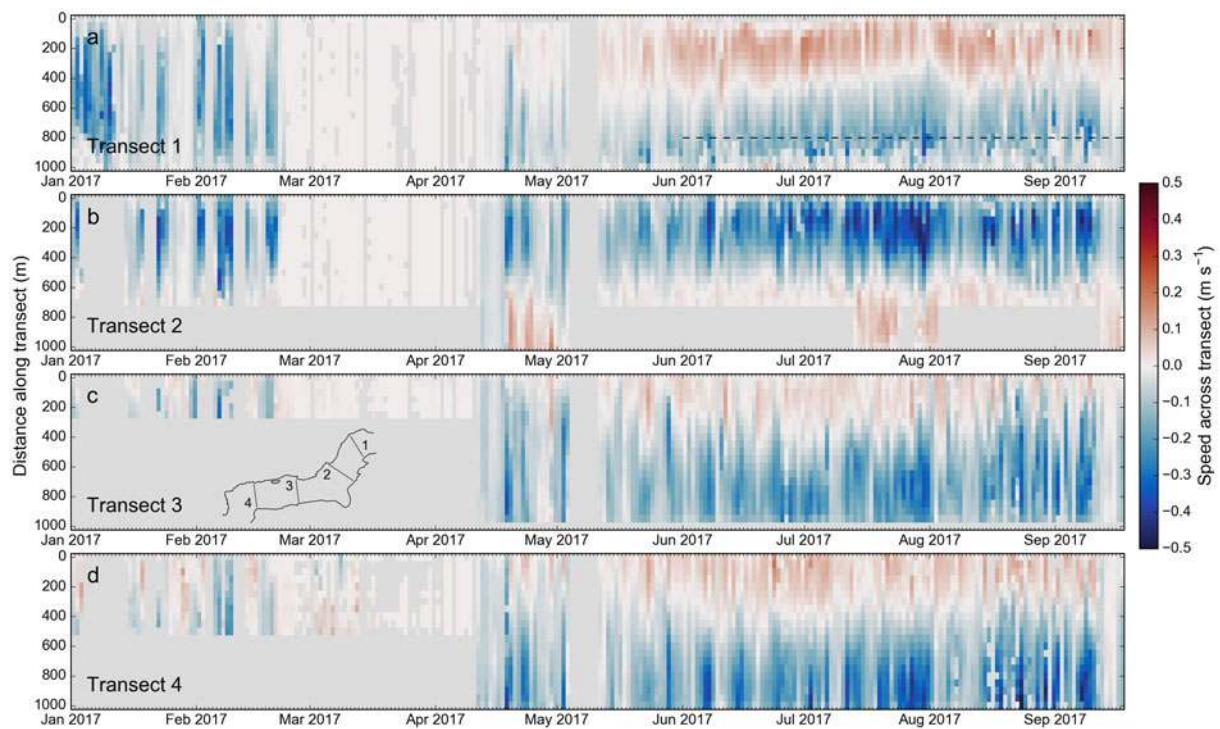 0
200
400
600
800
1000
a
Transect 1
Jan 2017 Feb 2017 Mar 2017 Apr 2017 May 2017 Jun 2017 Jul 2017 Aug 2017 Sep 2017
0
200
400
600
800
1000
b
Transect 2
Jan 2017 Feb 2017 Mar 2017 Apr 2017 May 2017 Jun 2017 Jul 2017 Aug 2017 Sep 2017
Distance along transect (m)
0
200
400
600
800
1000
c
1
2
3
4
Transect 3
Jan 2017 Feb 2017 Mar 2017 Apr 2017 May 2017 Jun 2017 Jul 2017 Aug 2017 Sep 2017
0
200
400
600
800
1000
d
Transect 4
Jan 2017 Feb 2017 Mar 2017 Apr 2017 May 2017 Jun 2017 Jul 2017 Aug 2017 Sep 2017
0.5
0.4
0.3
0.2
0.1
0.0
−0.1
−0.2
−0.3
−0.4
−0.5
Speed across transect (m s⁻¹)